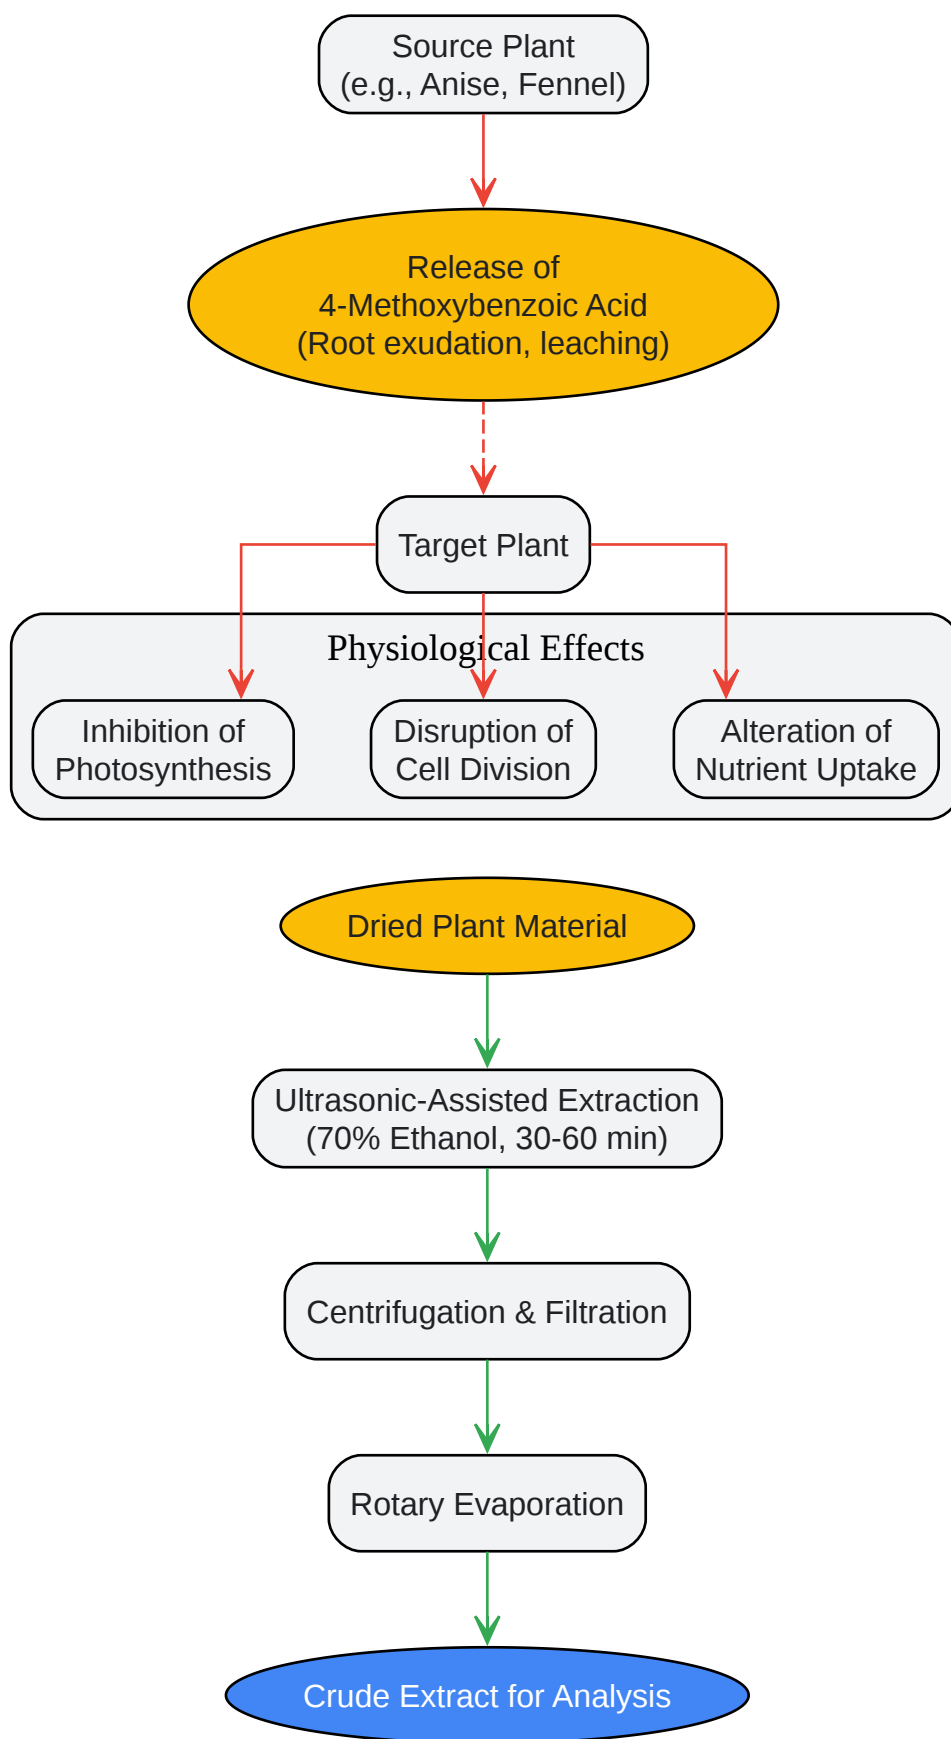 Source Plant
(e.g., Anise, Fennel)
Release of
4-Methoxybenzoic Acid
(Root exudation, leaching)
Target Plant
Physiological Effects
Inhibition of
Photosynthesis
Disruption of
Cell Division
Alteration of
Nutrient Uptake
Dried Plant Material
Ultrasonic-Assisted Extraction
(70% Ethanol, 30-60 min)
Centrifugation & Filtration
Rotary Evaporation
Crude Extract for Analysis